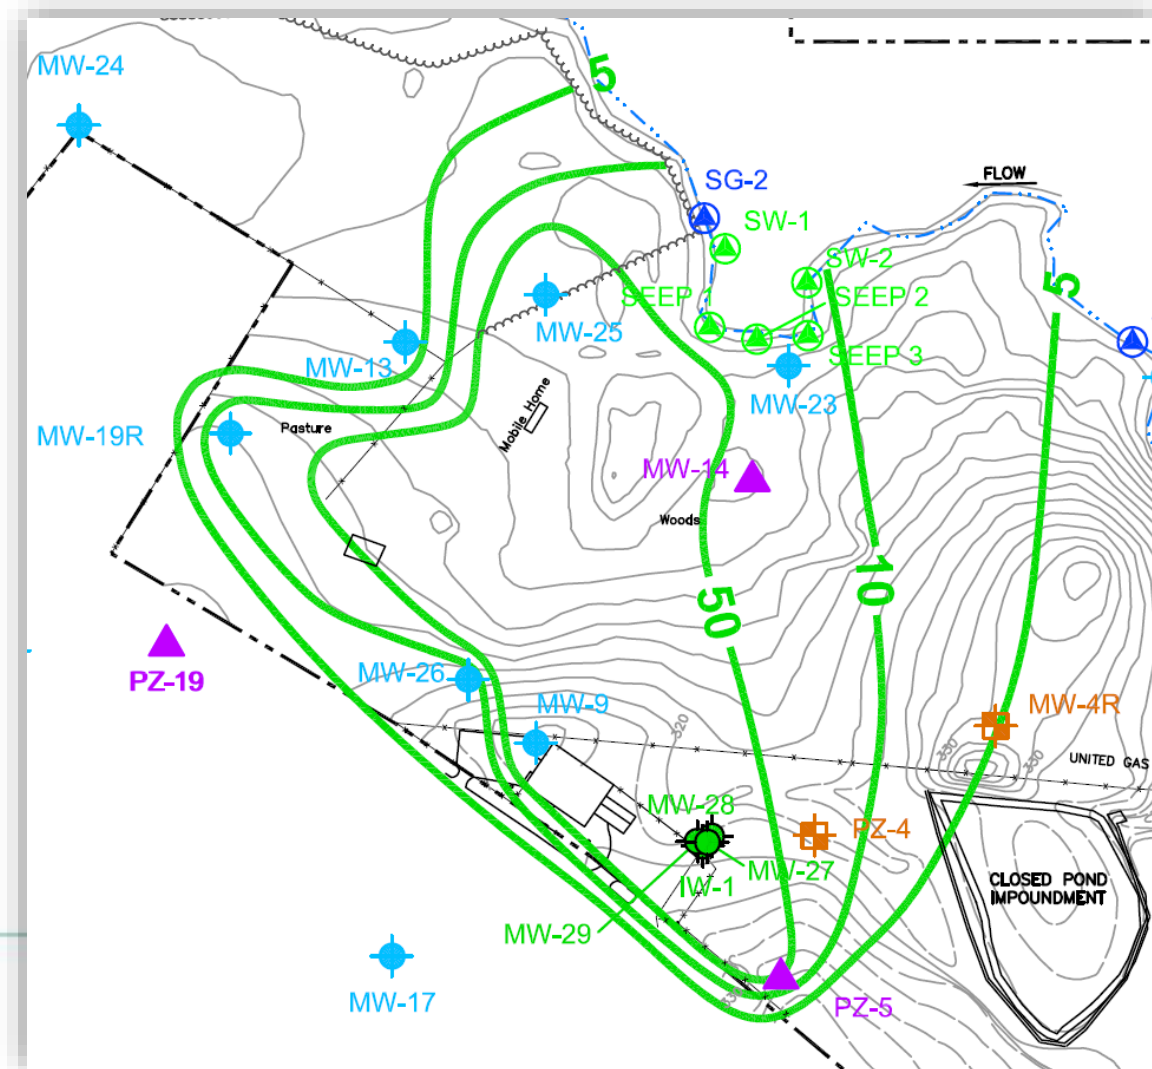 MW-24
5
FLOW
SG-2
SW-1
SW-2
SEEP 1
SEEP 2
5
MW-25
SEEP 3
MW-13
MW-23
Mobile Home
Pasture
MW-19R
MW-14
Woods
10
50
PZ-19
MW-26
MW-9
320
MW-4R
330
330
UNITED GAS
MW-28
PZ-4
MW-27
IW-1
CLOSED POND
IMPOUNDMENT
MW-29
MW-17
330
PZ-5